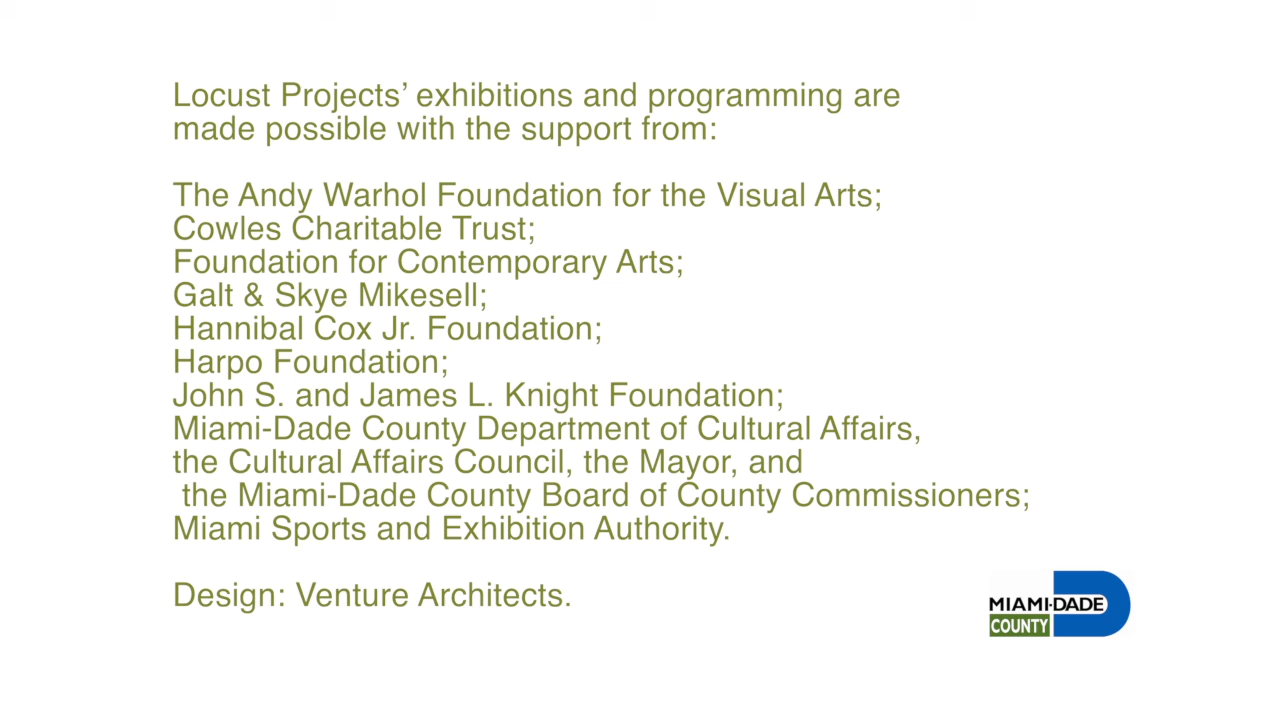 Locust Projects’ exhibitions and programming are
made possible with the support from:
The Andy Warhol Foundation for the Visual Arts;
Cowles Charitable Trust;
Foundation for Contemporary Arts;
Galt & Skye Mikesell;
Hannibal Cox Jr. Foundation;
Harpo Foundation;
John S. and James L. Knight Foundation;
Miami-Dade County Department of Cultural Affairs,
the Cultural Affairs Council, the Mayor, and
the Miami-Dade County Board of County Commissioners;
Miami Sports and Exhibition Authority.
Design: Venture Architects.
MIAMI-DADE
COUNTY